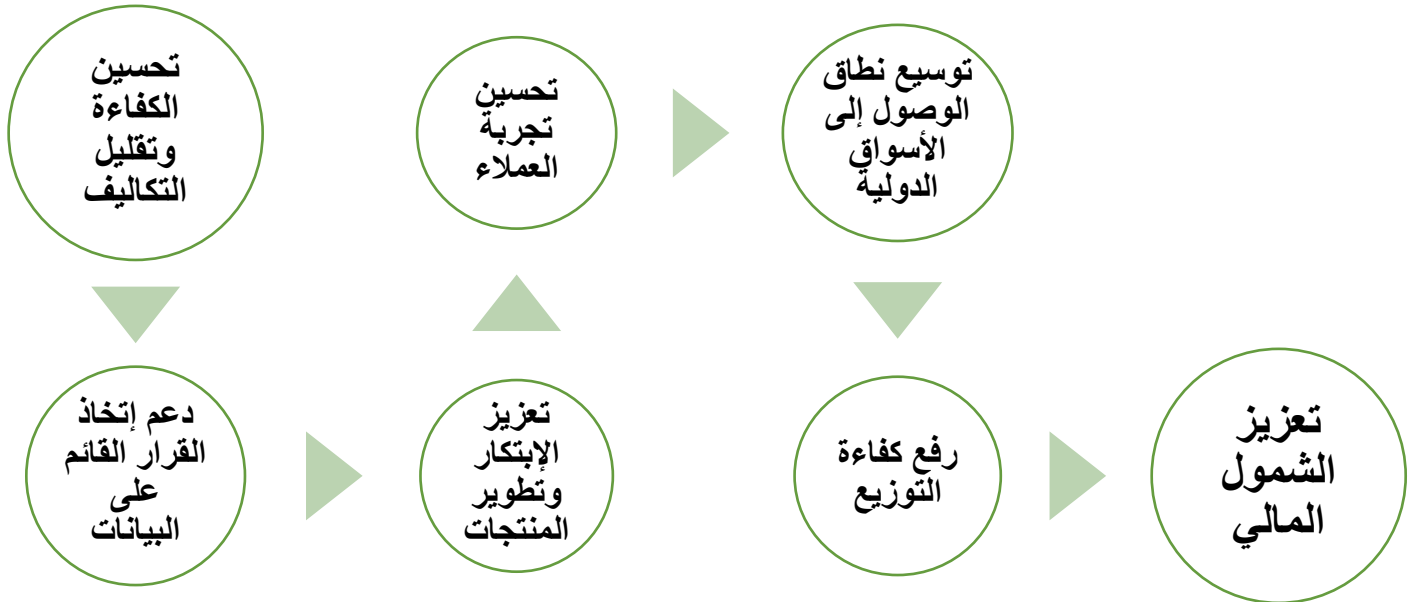 تحسين
الكفاءة
وتقليل
التكاليف
دعم إتخاذ
القرار القائم
على
البيانات
تعزيز
الإبتكار
وتطوير
المنتجات
تحسين
تجربة
العملاء
توسيع نطاق
الوصول إلى
الأسواق
الدولية
رفع كفاءة
التوزيع
تعزيز
الشمول
المالي